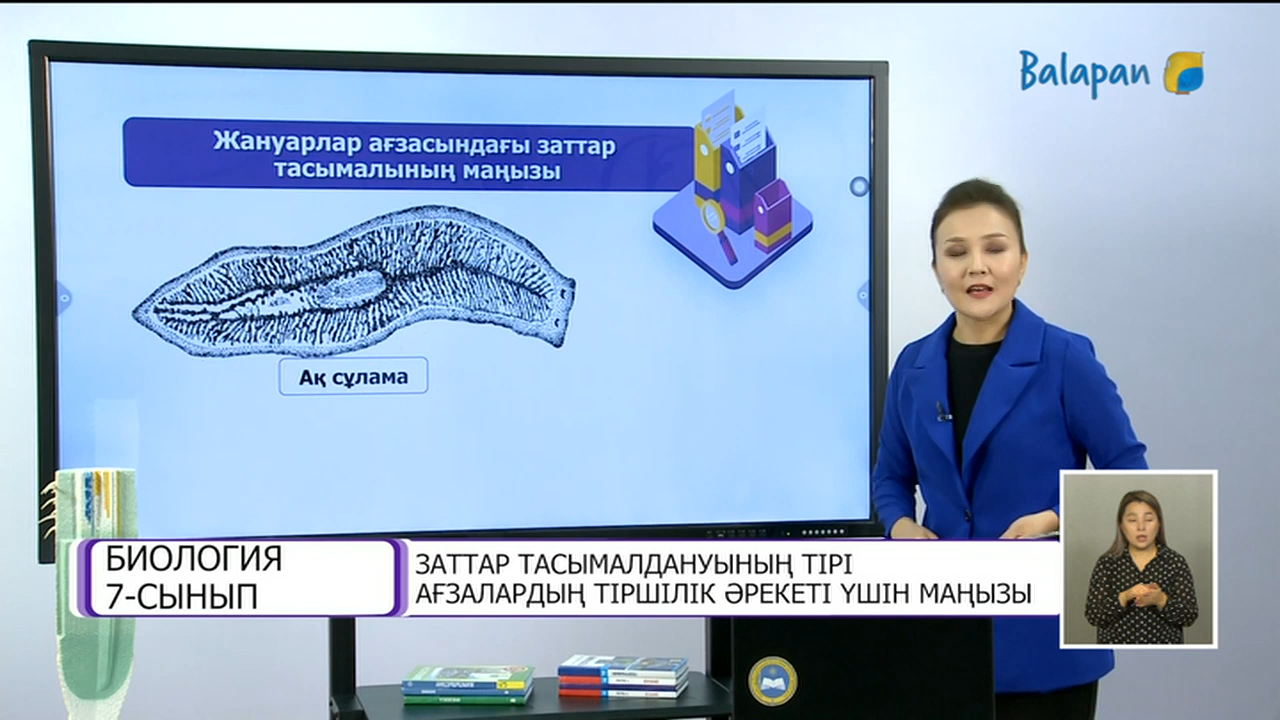 Balapan
Жануарлар ағзасындағы заттар
тасымалының маңызы
Ақ сұлама
БИОЛОГИЯ
7-СЫНЫП
ЗАТТАР ТАСЫМАЛДАНУЫНЫҢ ТІРІ
АҒЗАЛАРДЫҢ ТІРШІЛІК ӘРЕКЕТІ ҮШІН МАҢЫЗЫ